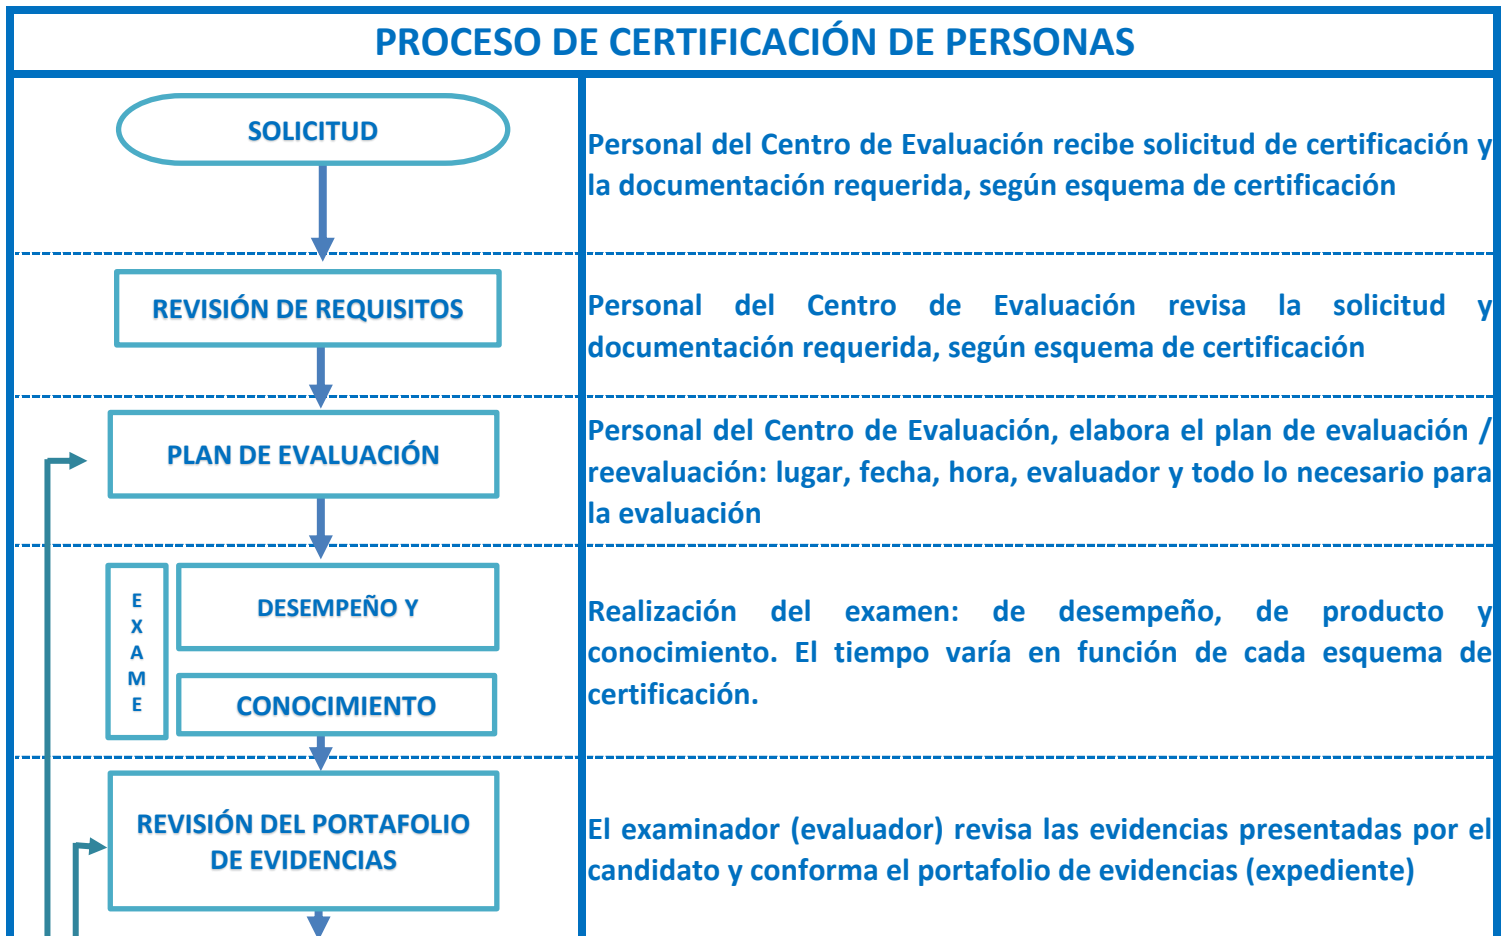 PROCESO DE CERTIFICACIÓN DE PERSONAS
SOLICITUD
Personal del Centro de Evaluación recibe solicitud de certificación y
la documentación requerida, según esquema de certificación
REVISIÓN DE REQUISITOS
Personal del Centro de Evaluación revisa la solicitud y
documentación requerida, según esquema de certificación
PLAN DE EVALUACIÓN
Personal del Centro de Evaluación, elabora el plan de evaluación /
reevaluación: lugar, fecha, hora, evaluador y todo lo necesario para
la evaluación
E
X
A
M
E
DESEMPEÑO Y
CONOCIMIENTO
Realización del examen: de desempeño, de producto y
conocimiento. El tiempo varía en función de cada esquema de
certificación.
REVISIÓN DEL PORTAFOLIO
DE EVIDENCIAS
El examinador (evaluador) revisa las evidencias presentadas por el
candidato y conforma el portafolio de evidencias (expediente)